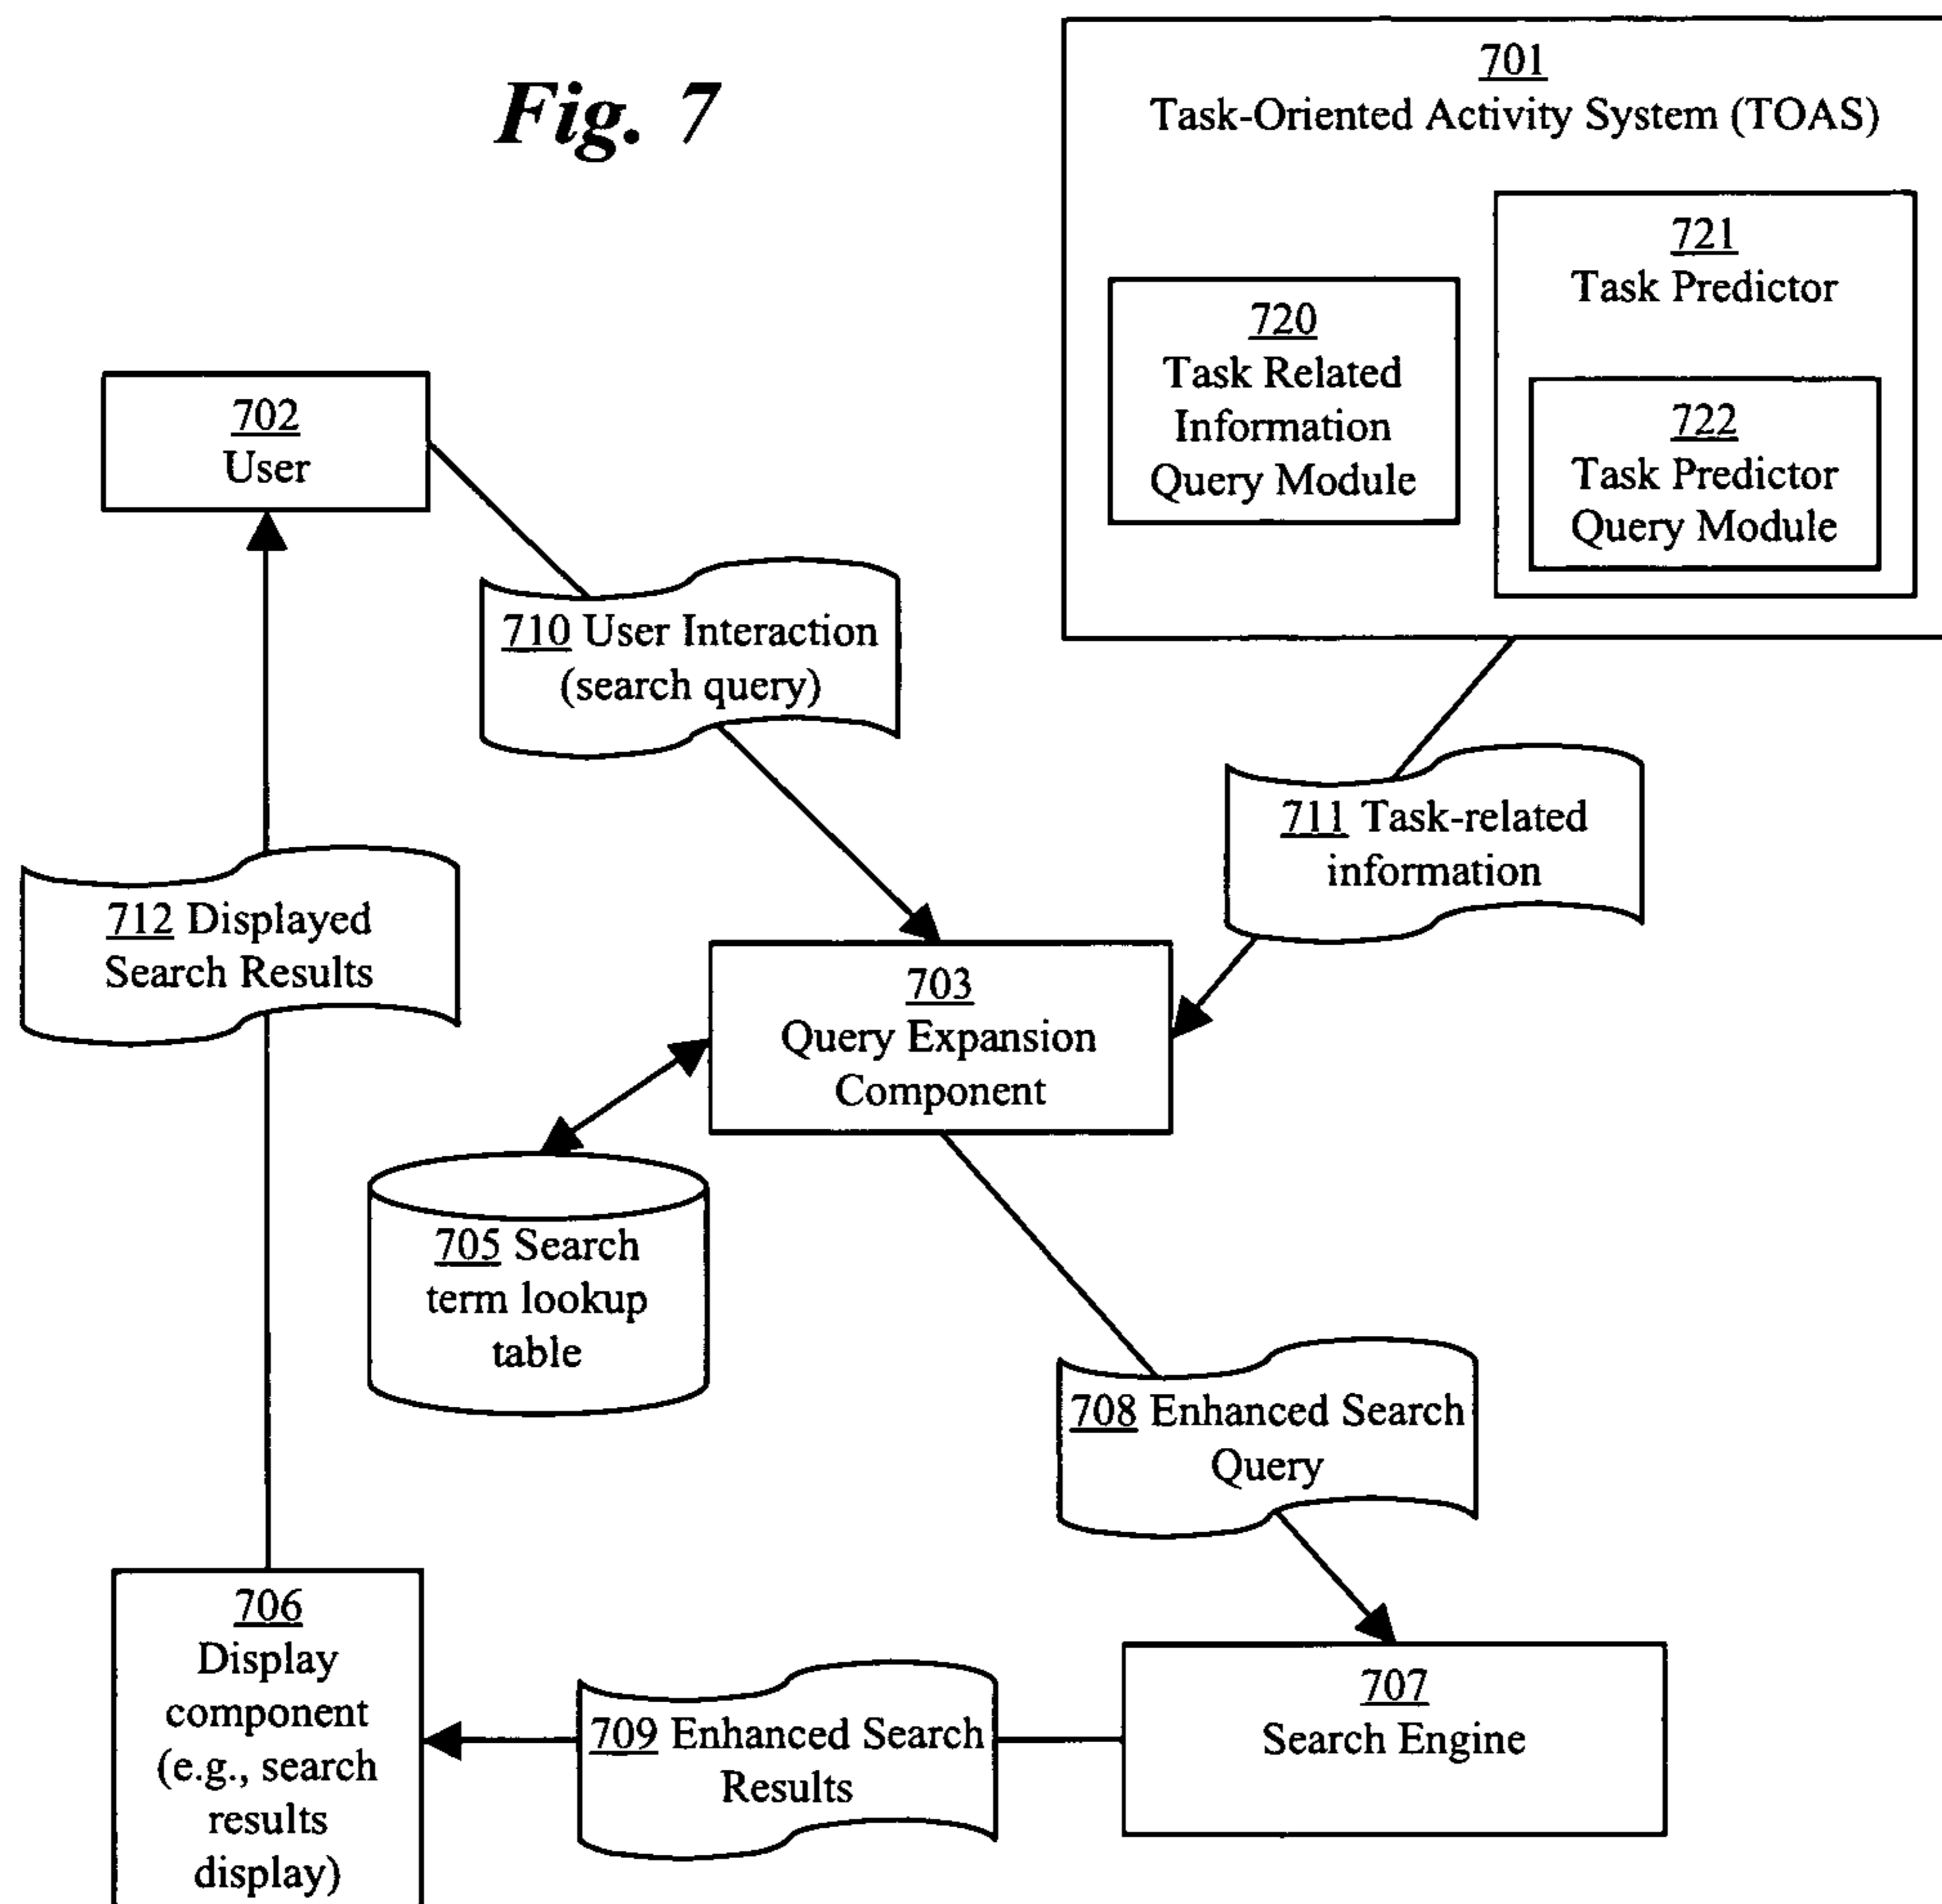 Fig. 7
701
Task-Oriented Activity System (TOAS)
721
Task Predictor
720
Task Related
Information
Query Module
722
Task Predictor
Query Module
702
User
710 User Interaction
(search query)
711 Task-related
information
712 Displayed
Search Results
703
Query Expansion
Component
705 Search
term lookup
table
708 Enhanced Search
Query
706
Display
component
(e.g., search
results
display)
709 Enhanced Search
Results
707
Search Engine